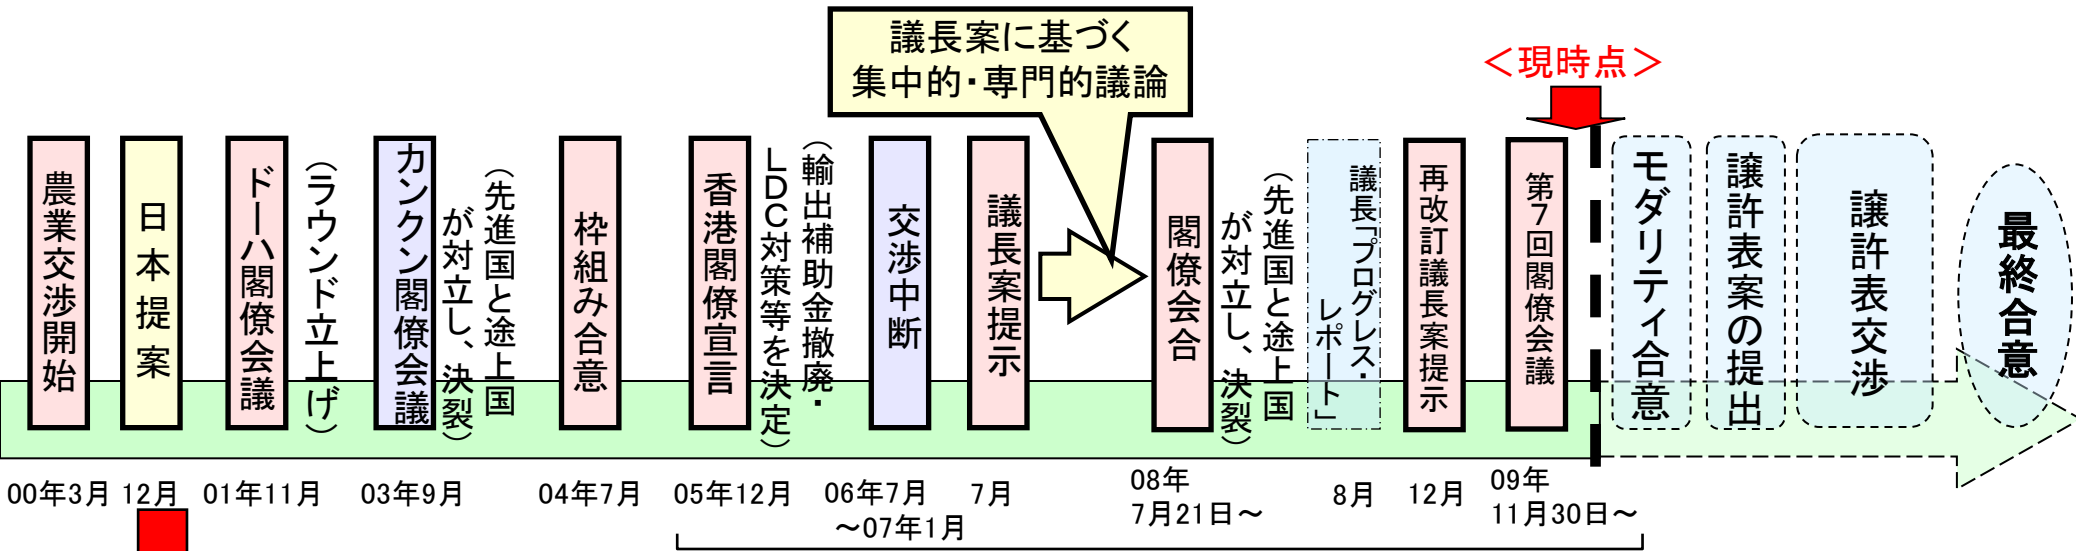 議長案に基づく
集中的・専門的議論
＜現時点＞
農業交渉開始
日本提案
ドーハ閣僚会議
（ラウンド立上げ）
カンクン閣僚会議
（先進国と途上国
が対立し、決裂）
枠組み合意
香港閣僚宣言
（輸出補助金撤廃・
ＬＤＣ対策等を決定）
交渉中断
議長案提示
閣僚会合
（先進国と途上国
が対立し、決裂）
議長「プログレス・
レポート」
再改訂議長案提示
第7回閣僚会議
モダリティ合意
譲許表案の提出
譲許表交渉
最終合意
00年3月
12月
01年11月
03年9月
04年7月
05年12月
06年7月
～07年1月
7月
08年
7月21日～
8月
12月
09年
11月30日～